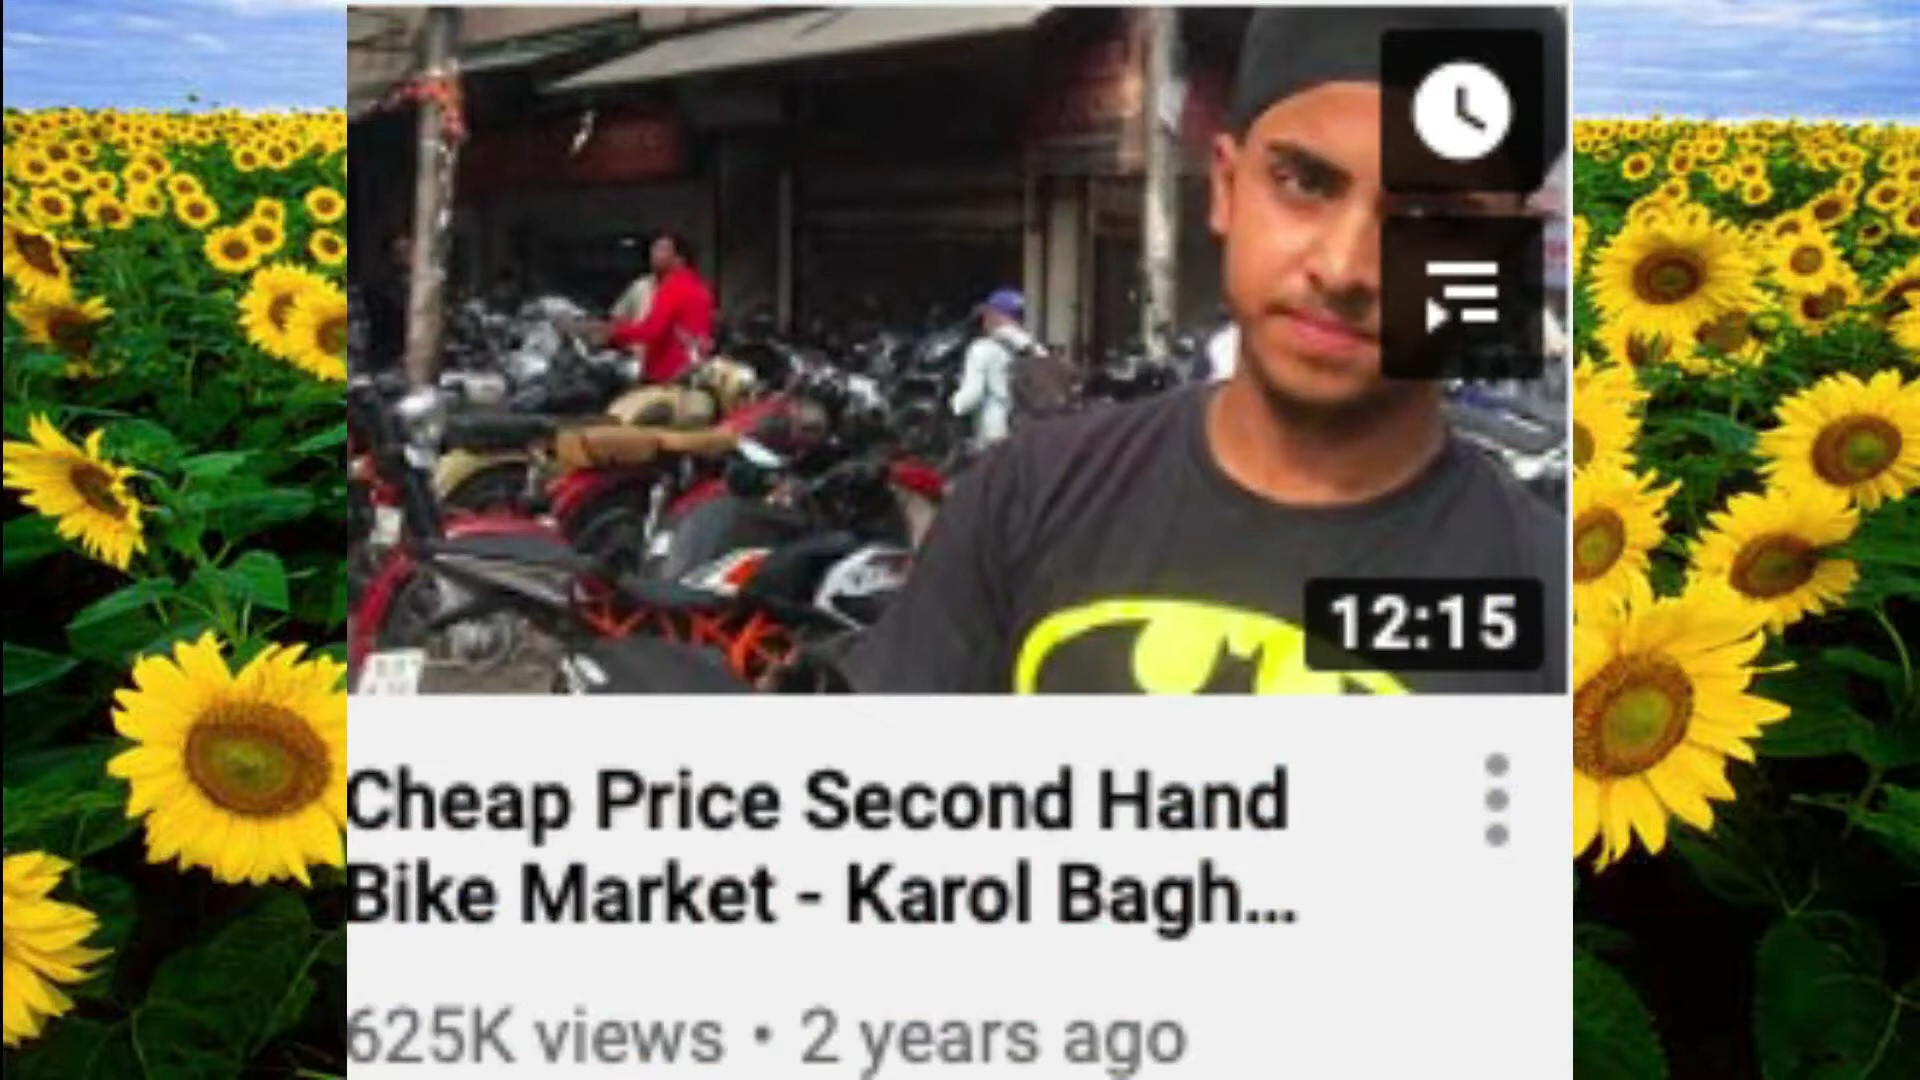 12:15
Cheap Price Second Hand
Bike Market - Karol Bagh...
625K views • 2 years ago